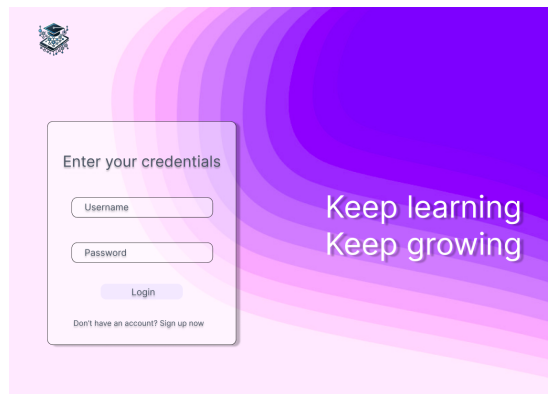 Enter your credentials
Username
Password
Login
Don't have an account? Sign up now
Keep learning
Keep growing